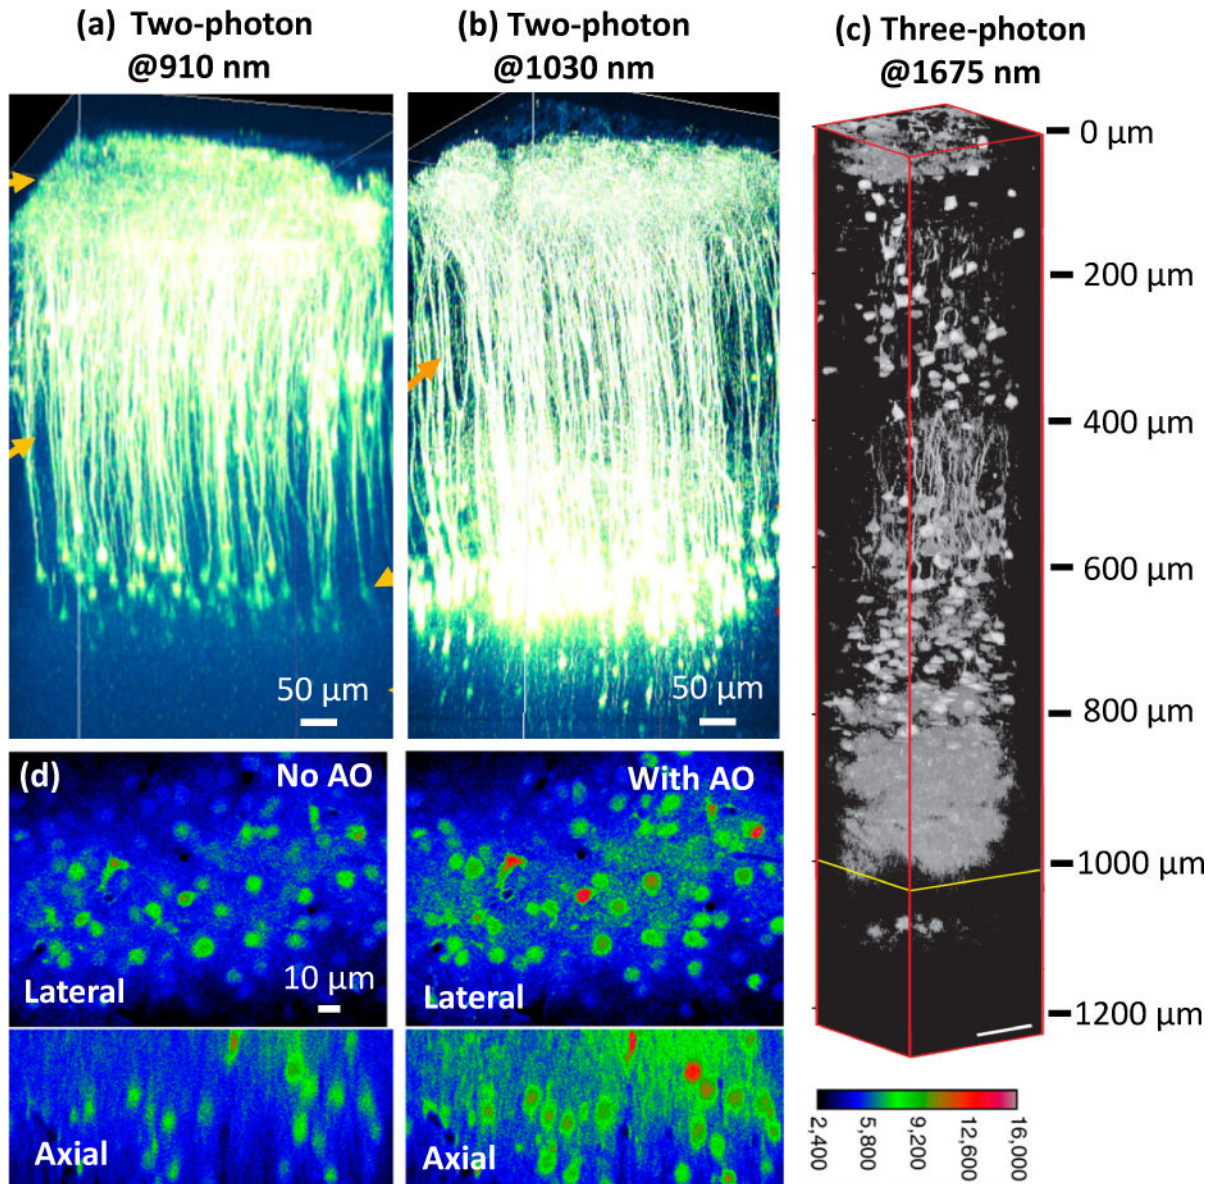 (a) Two-photon
@910 nm
(b) Two-photon
@1030 nm
(c) Three-photon
@1675 nm
50 µm
50 µm
0 µm
200 µm
400 µm
600 µm
800 µm
1000 µm
1200 µm
(d)
No AO
With AO
10 µm
Lateral
Lateral
Axial
Axial
2,400
5,800
9,200
12,600
16,000